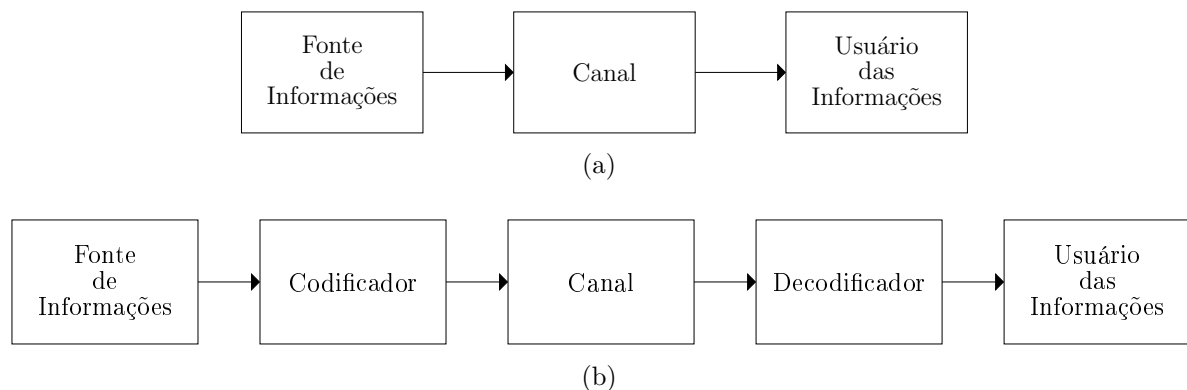 Fonte
de
Informações
Canal
Usuário
das
Informações
(a)
Fonte
de
Informações
Codificador
Canal
Decodificador
Usuário
das
Informações
(b)